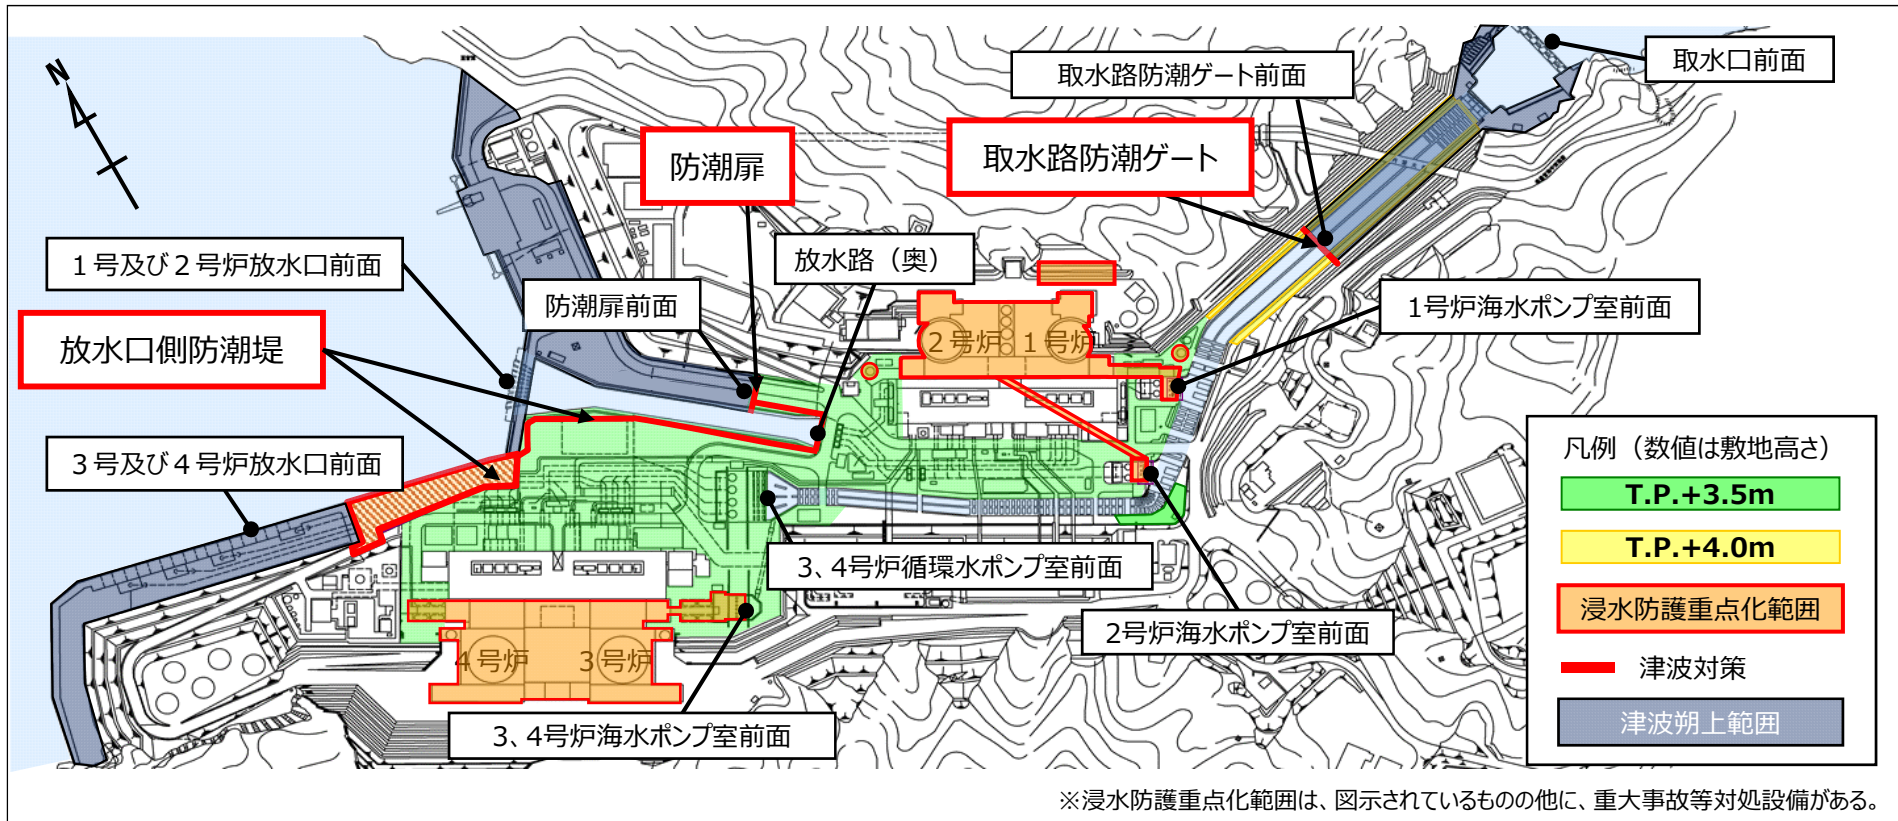 N
取水口前面
取水路防潮ゲート前面
防潮扉
取水路防潮ゲート
1号及び2号炉放水口前面
放水路（奥）
防潮扉前面
1号炉海水ポンプ室前面
放水口側防潮堤
2号炉
1号炉
3号及び4号炉放水口前面
凡例（数値は敷地高さ）
T.P.+3.5m
T.P.+4.0m
浸水防護重点化範囲
津波対策
津波朔上範囲
3、4号炉循環水ポンプ室前面
2号炉海水ポンプ室前面
4号炉
3号炉
3、4号炉海水ポンプ室前面
※浸水防護重点化範囲は、図示されているものの他に、重大事故等対処設備がある。